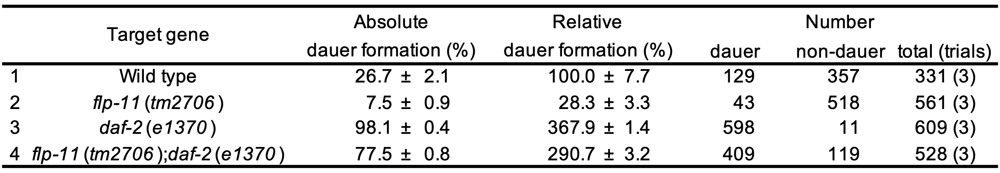 Target gene Absolute dauer formation (%) Relative dauer formation (%) Number
dauer non-dauer total (trials)
1 Wild type 26.7 ± 2.1 100.0 ± 7.7 129 357 331 (3)
2 flp-11 (tm2706) 7.5 ± 0.9 28.3 ± 3.3 43 518 561 (3)
3 daf-2 (e1370) 98.1 ± 0.4 367.9 ± 1.4 598 11 609 (3)
4 flp-11 (tm2706);daf-2 (e1370) 77.5 ± 0.8 290.7 ± 3.2 409 119 528 (3)